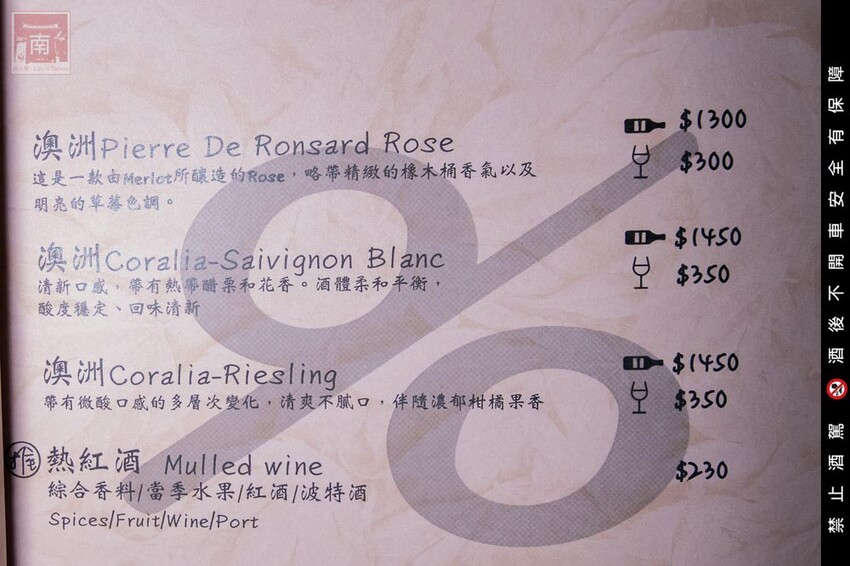 南
澳洲Pierre De Ronsard Rose
$1300
$300
這是一款由Merlot所釀造的Rose，略帶精緻的橡木桶香氣以及
明亮的草莓色調。
澳洲Coralia-Saivignon Blanc
$1450
$350
清新口感，帶有熱帶醋栗和花香。酒體柔和平衡，
酸度穩定、回味清新
澳洲Coralia-Riesling
$1450
$350
帶有微酸口感的多層次變化，清爽不膩口，伴隨濃郁柑橘果香
推 熱紅酒 Mulled wine
$230
綜合香料/當季水果/紅酒/波特酒
Spices/Fruit/Wine/Port
禁止酒駕 酒後不開車安全有保障